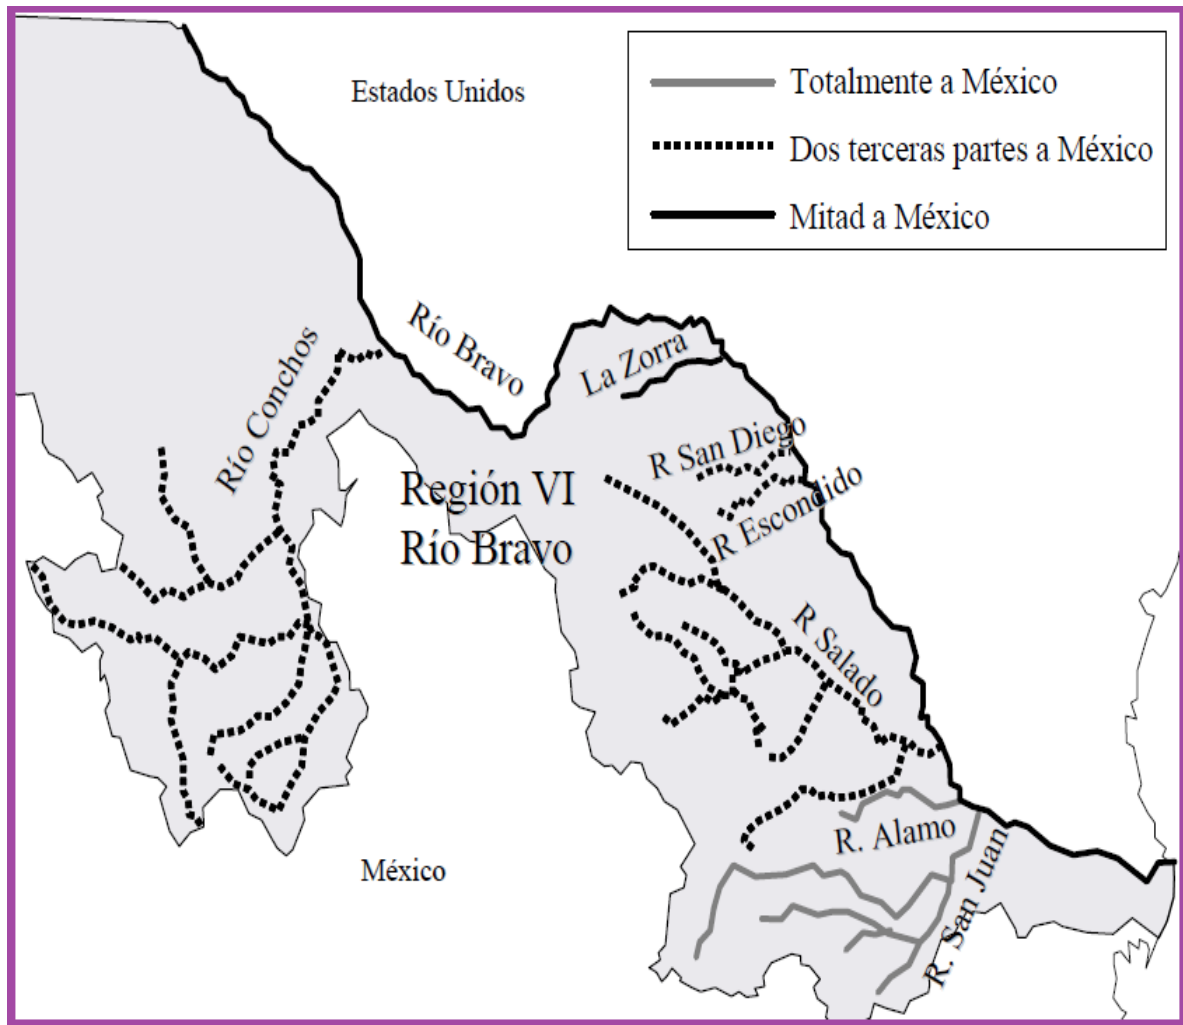 Estados Unidos
Totalmente a México
Dos terceras partes a México
Mitad a México
Río Bravo
La Zorra
Río Conchos
R San Diego
Región VI
Río Bravo
R Escondido
R Salado
R. Alamo
R. San Juan
México